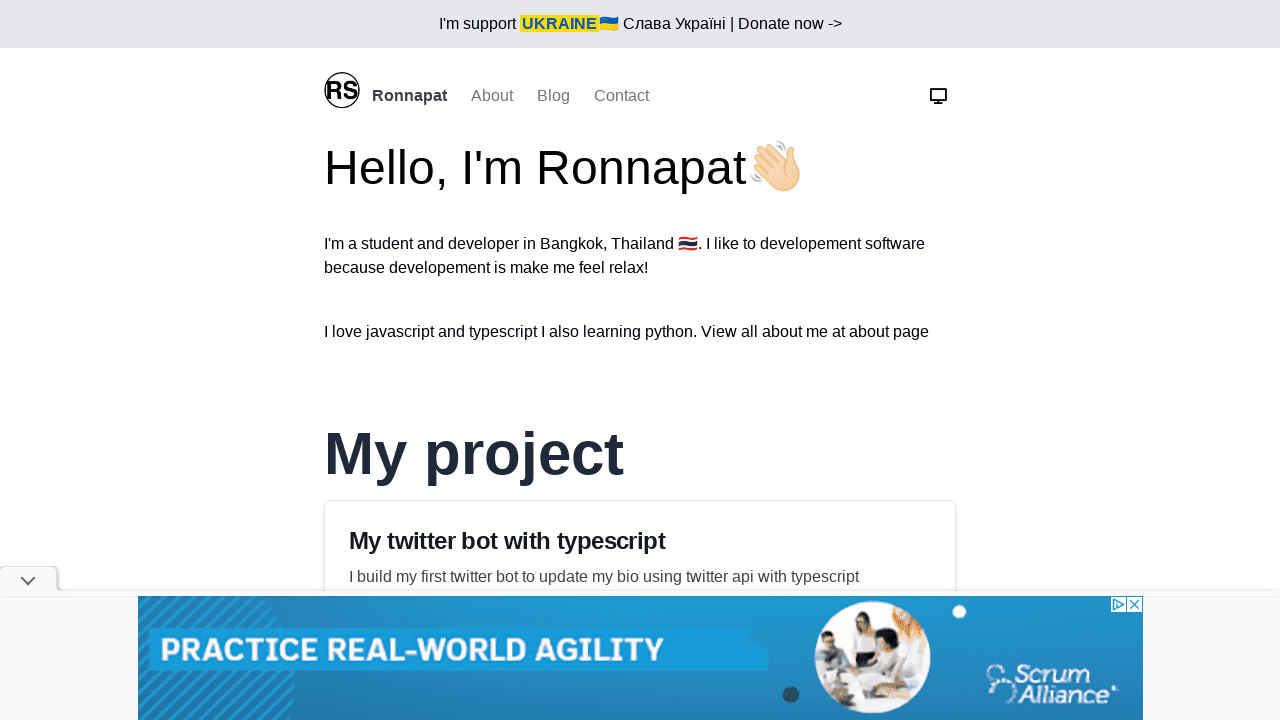 I'm support UKRAINE🇺🇦 Слава Україні | Donate now ->
RS Ronnapat About Blog Contact
Hello, I'm Ronnapat👋🏻
I'm a student and developer in Bangkok, Thailand 🇹🇭. I like to developement software
because developement is make me feel relax!
I love javascript and typescript I also learning python. View all about me at about page
My project
My twitter bot with typescript
I build my first twitter bot to update my bio using twitter api with typescript
PRACTICE REAL-WORLD AGILITY
Scrum
Alliance®